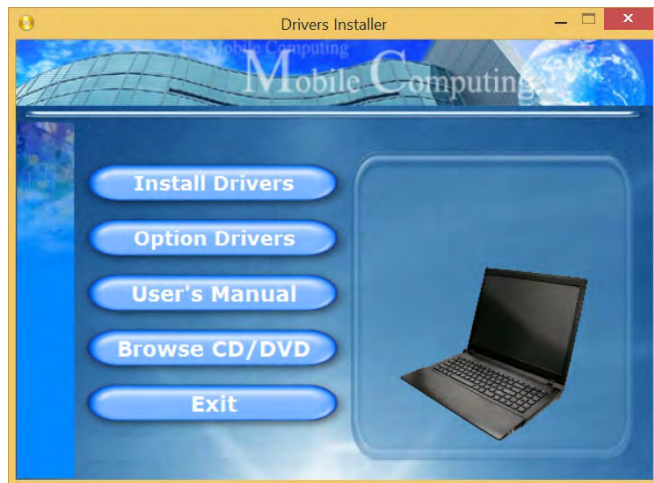 Drivers Installer
Mobile Computing
Mobile Computing
Install Drivers
Option Drivers
User's Manual
Browse CD/DVD
Exit